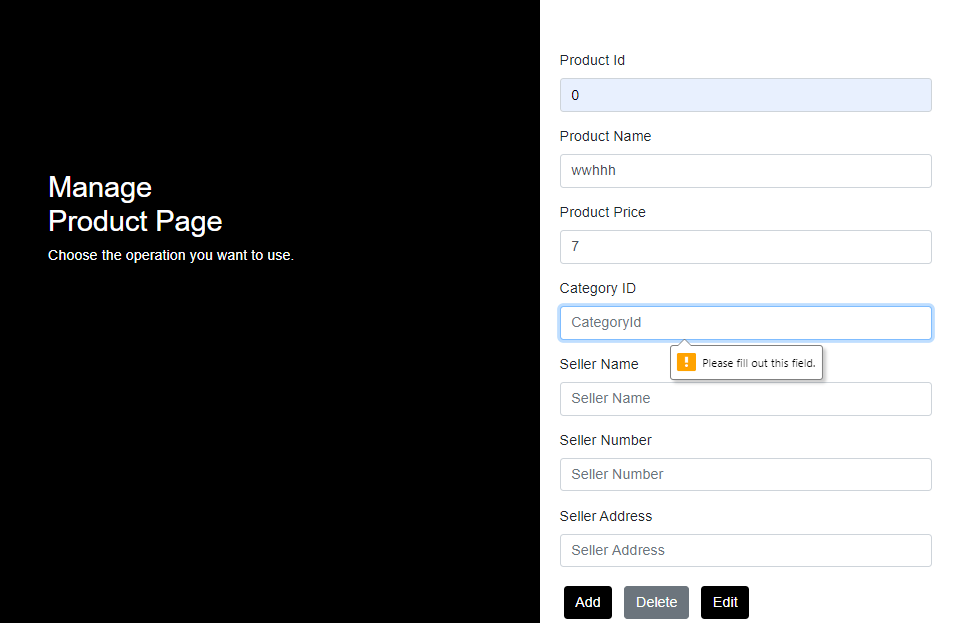 Manage
Product Page
Choose the operation you want to use.
Product Id
0
Product Name
wwhhh
Product Price
7
Category ID
CategoryId
Please fill out this field.
Seller Name
Seller Name
Seller Number
Seller Number
Seller Address
Seller Address
Add Delete Edit